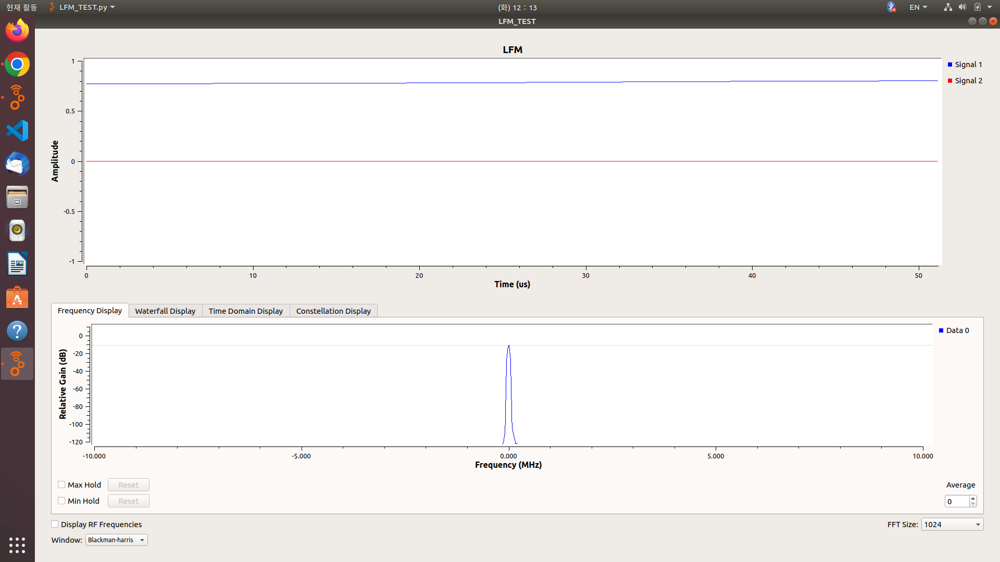 현재 활동 LFM_TEST.py (화) 12 : 13 EN
LFM_TEST
LFM
Signal 1
Signal 2
1
0.5
0
-0.5
-1
Amplitude
0 10 20 30 40 50
Time (us)
Frequency Display Waterfall Display Time Domain Display Constellation Display
Data 0
0
-20
-40
-60
-80
-100
-120
Relative Gain (dB)
-10.000 -5.000 0.000 5.000 10.000
Frequency (MHz)
Max Hold Reset Average
Min Hold Reset 0
Display RF Frequencies FFT Size: 1024
Window: Blackman-harris